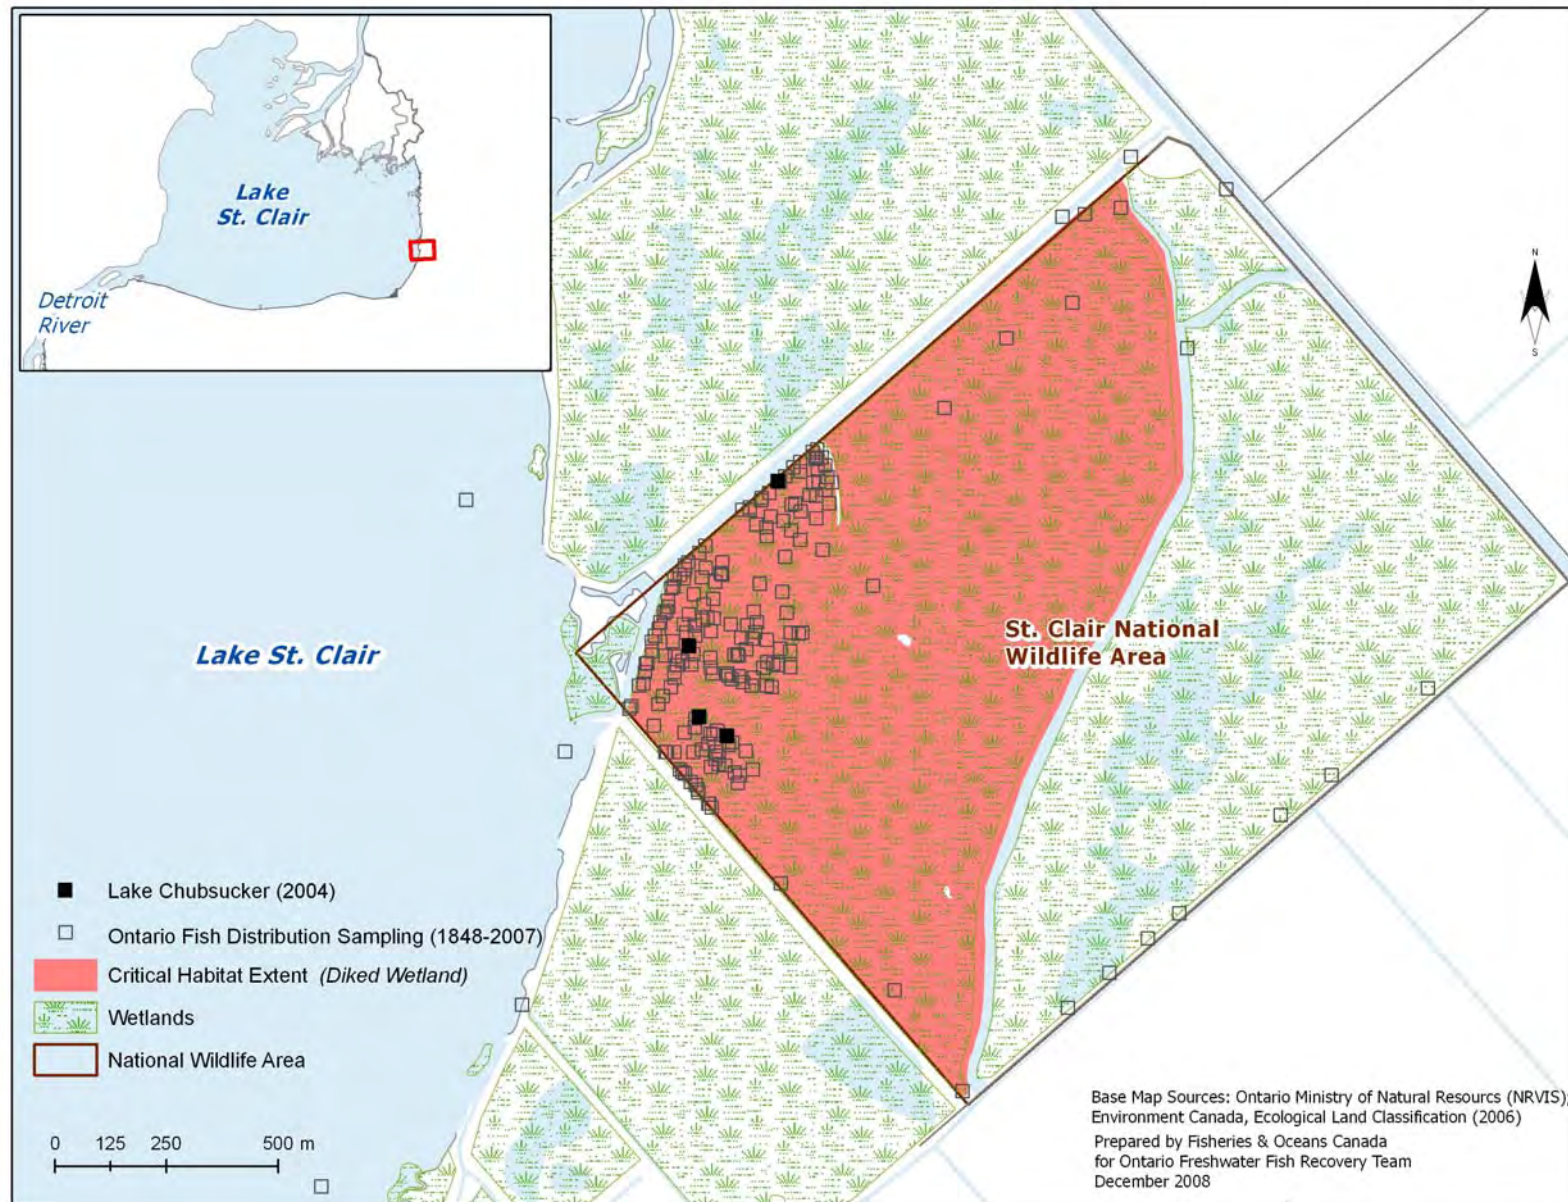 Lake
St. Clair
Detroit
River
N
S
Lake St. Clair
St. Clair National
Wildlife Area
Lake Chubsucker (2004)
Ontario Fish Distribution Sampling (1848-2007)
Critical Habitat Extent (Diked Wetland)
Wetlands
National Wildlife Area
0 125 250 500 m
Base Map Sources: Ontario Ministry of Natural Resourcs (NRVIS),
Environment Canada, Ecological Land Classification (2006)
Prepared by Fisheries & Oceans Canada
for Ontario Freshwater Fish Recovery Team
December 2008